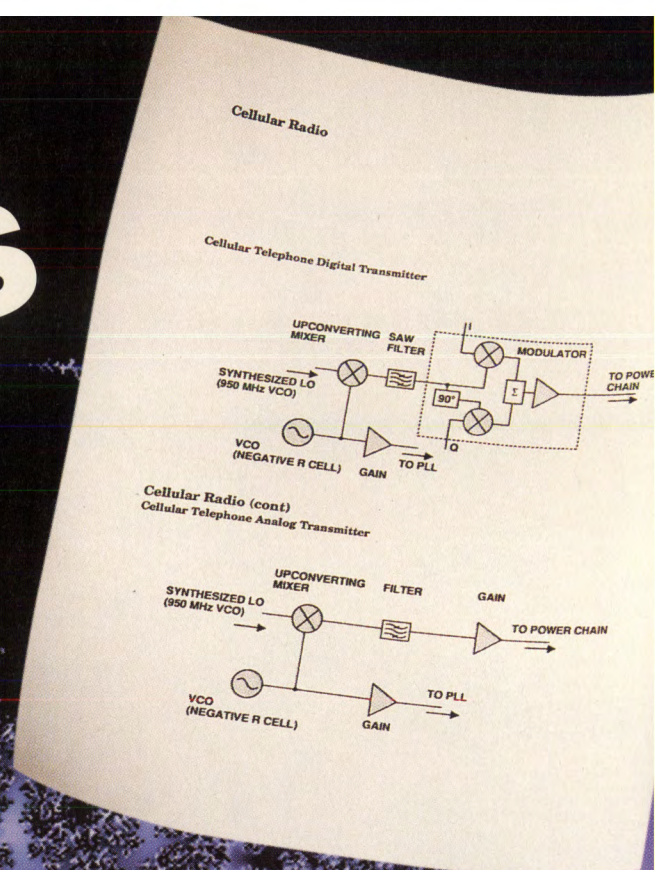 S
Cellular Radio
Cellular Telephone Digital Transmitter
UPCONVERTING
MIXER
SAW
FILTER
I
MODULATOR
SYNTHESIZED LO
(950 MHz VCO)
90°
Σ
TO POWE
CHAIN
VCO
(NEGATIVE R CELL)
GAIN
TO PLL
Q
Cellular Radio (cont)
Cellular Telephone Analog Transmitter
SYNTHESIZED LO
(950 MHz VCO)
UPCONVERTING
MIXER
FILTER
GAIN
TO POWER CHAIN
VCO
(NEGATIVE R CELL)
GAIN
TO PLL